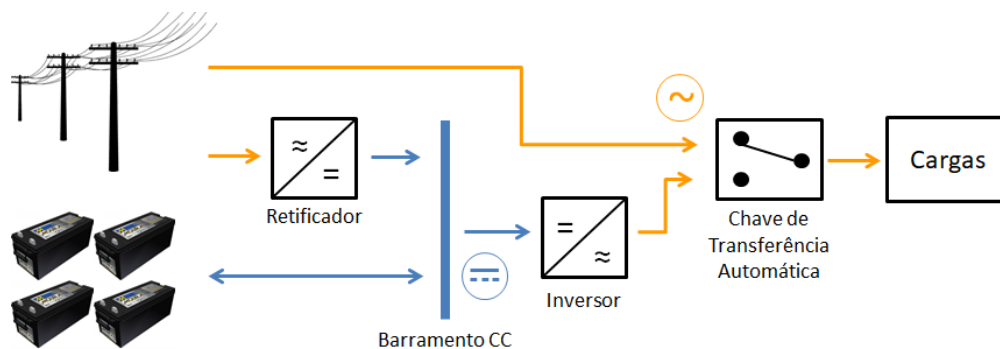 Retificador
Barramento CC
Inversor
Chave de
Transferência
Automática
Cargas